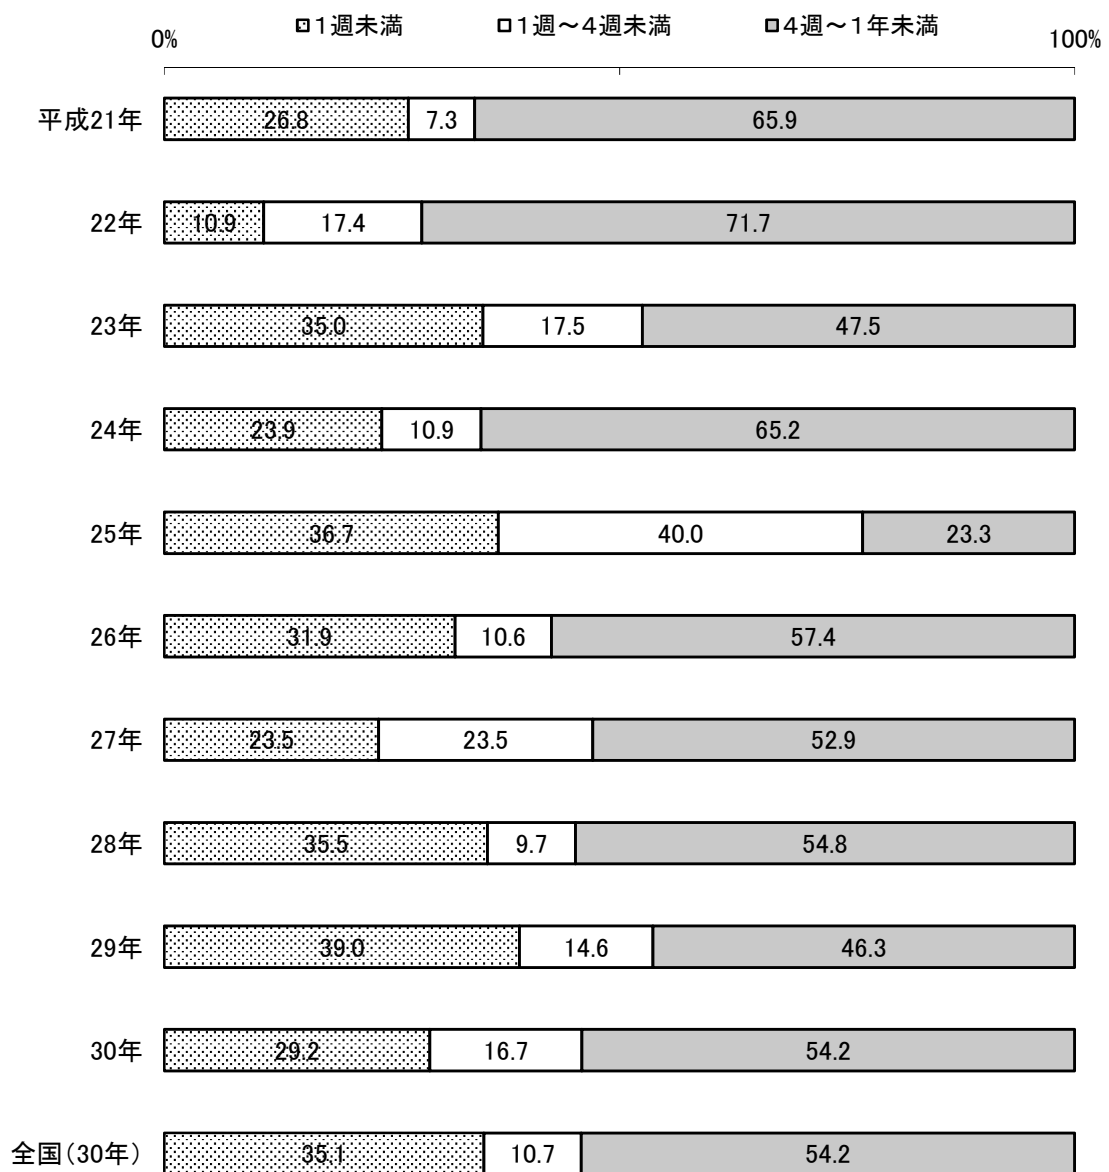 １週未満 １週～４週未満 ４週～１年未満
0% 100%
平成21年 26.8 7.3 65.9
22年 10.9 17.4 71.7
23年 35.0 17.5 47.5
24年 23.9 10.9 65.2
25年 36.7 40.0 23.3
26年 31.9 10.6 57.4
27年 23.5 23.5 52.9
28年 35.5 9.7 54.8
29年 39.0 14.6 46.3
30年 29.2 16.7 54.2
全国(30年) 35.1 10.7 54.2